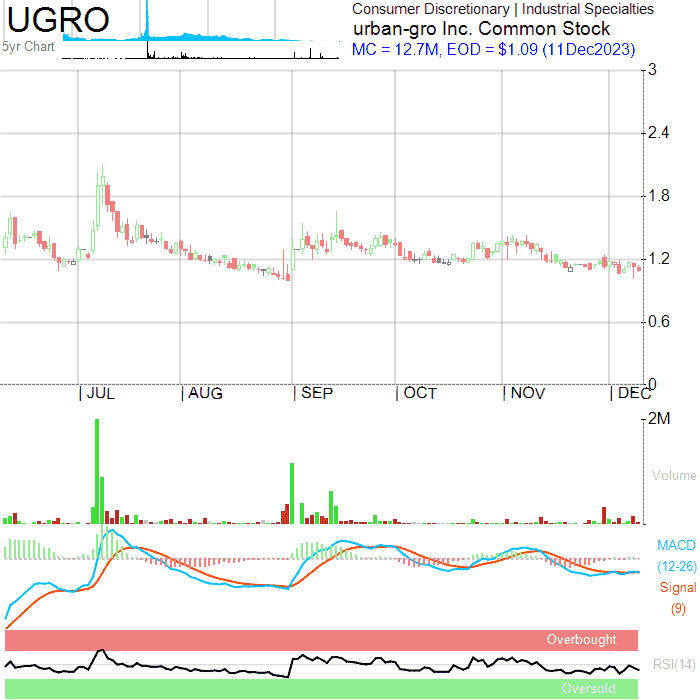 UGRO
5yr Chart
Consumer Discretionary | Industrial Specialties
urban-gro Inc. Common Stock
MC = 12.7M, EOD = $1.09 (11Dec2023)
3
2.4
1.8
1.2
0.6
0
| JUL | AUG | SEP | OCT | NOV | DEC
2M
Volume
MACD
(12-26)
Signal
(9)
Overbought
RSI(14)
Oversold